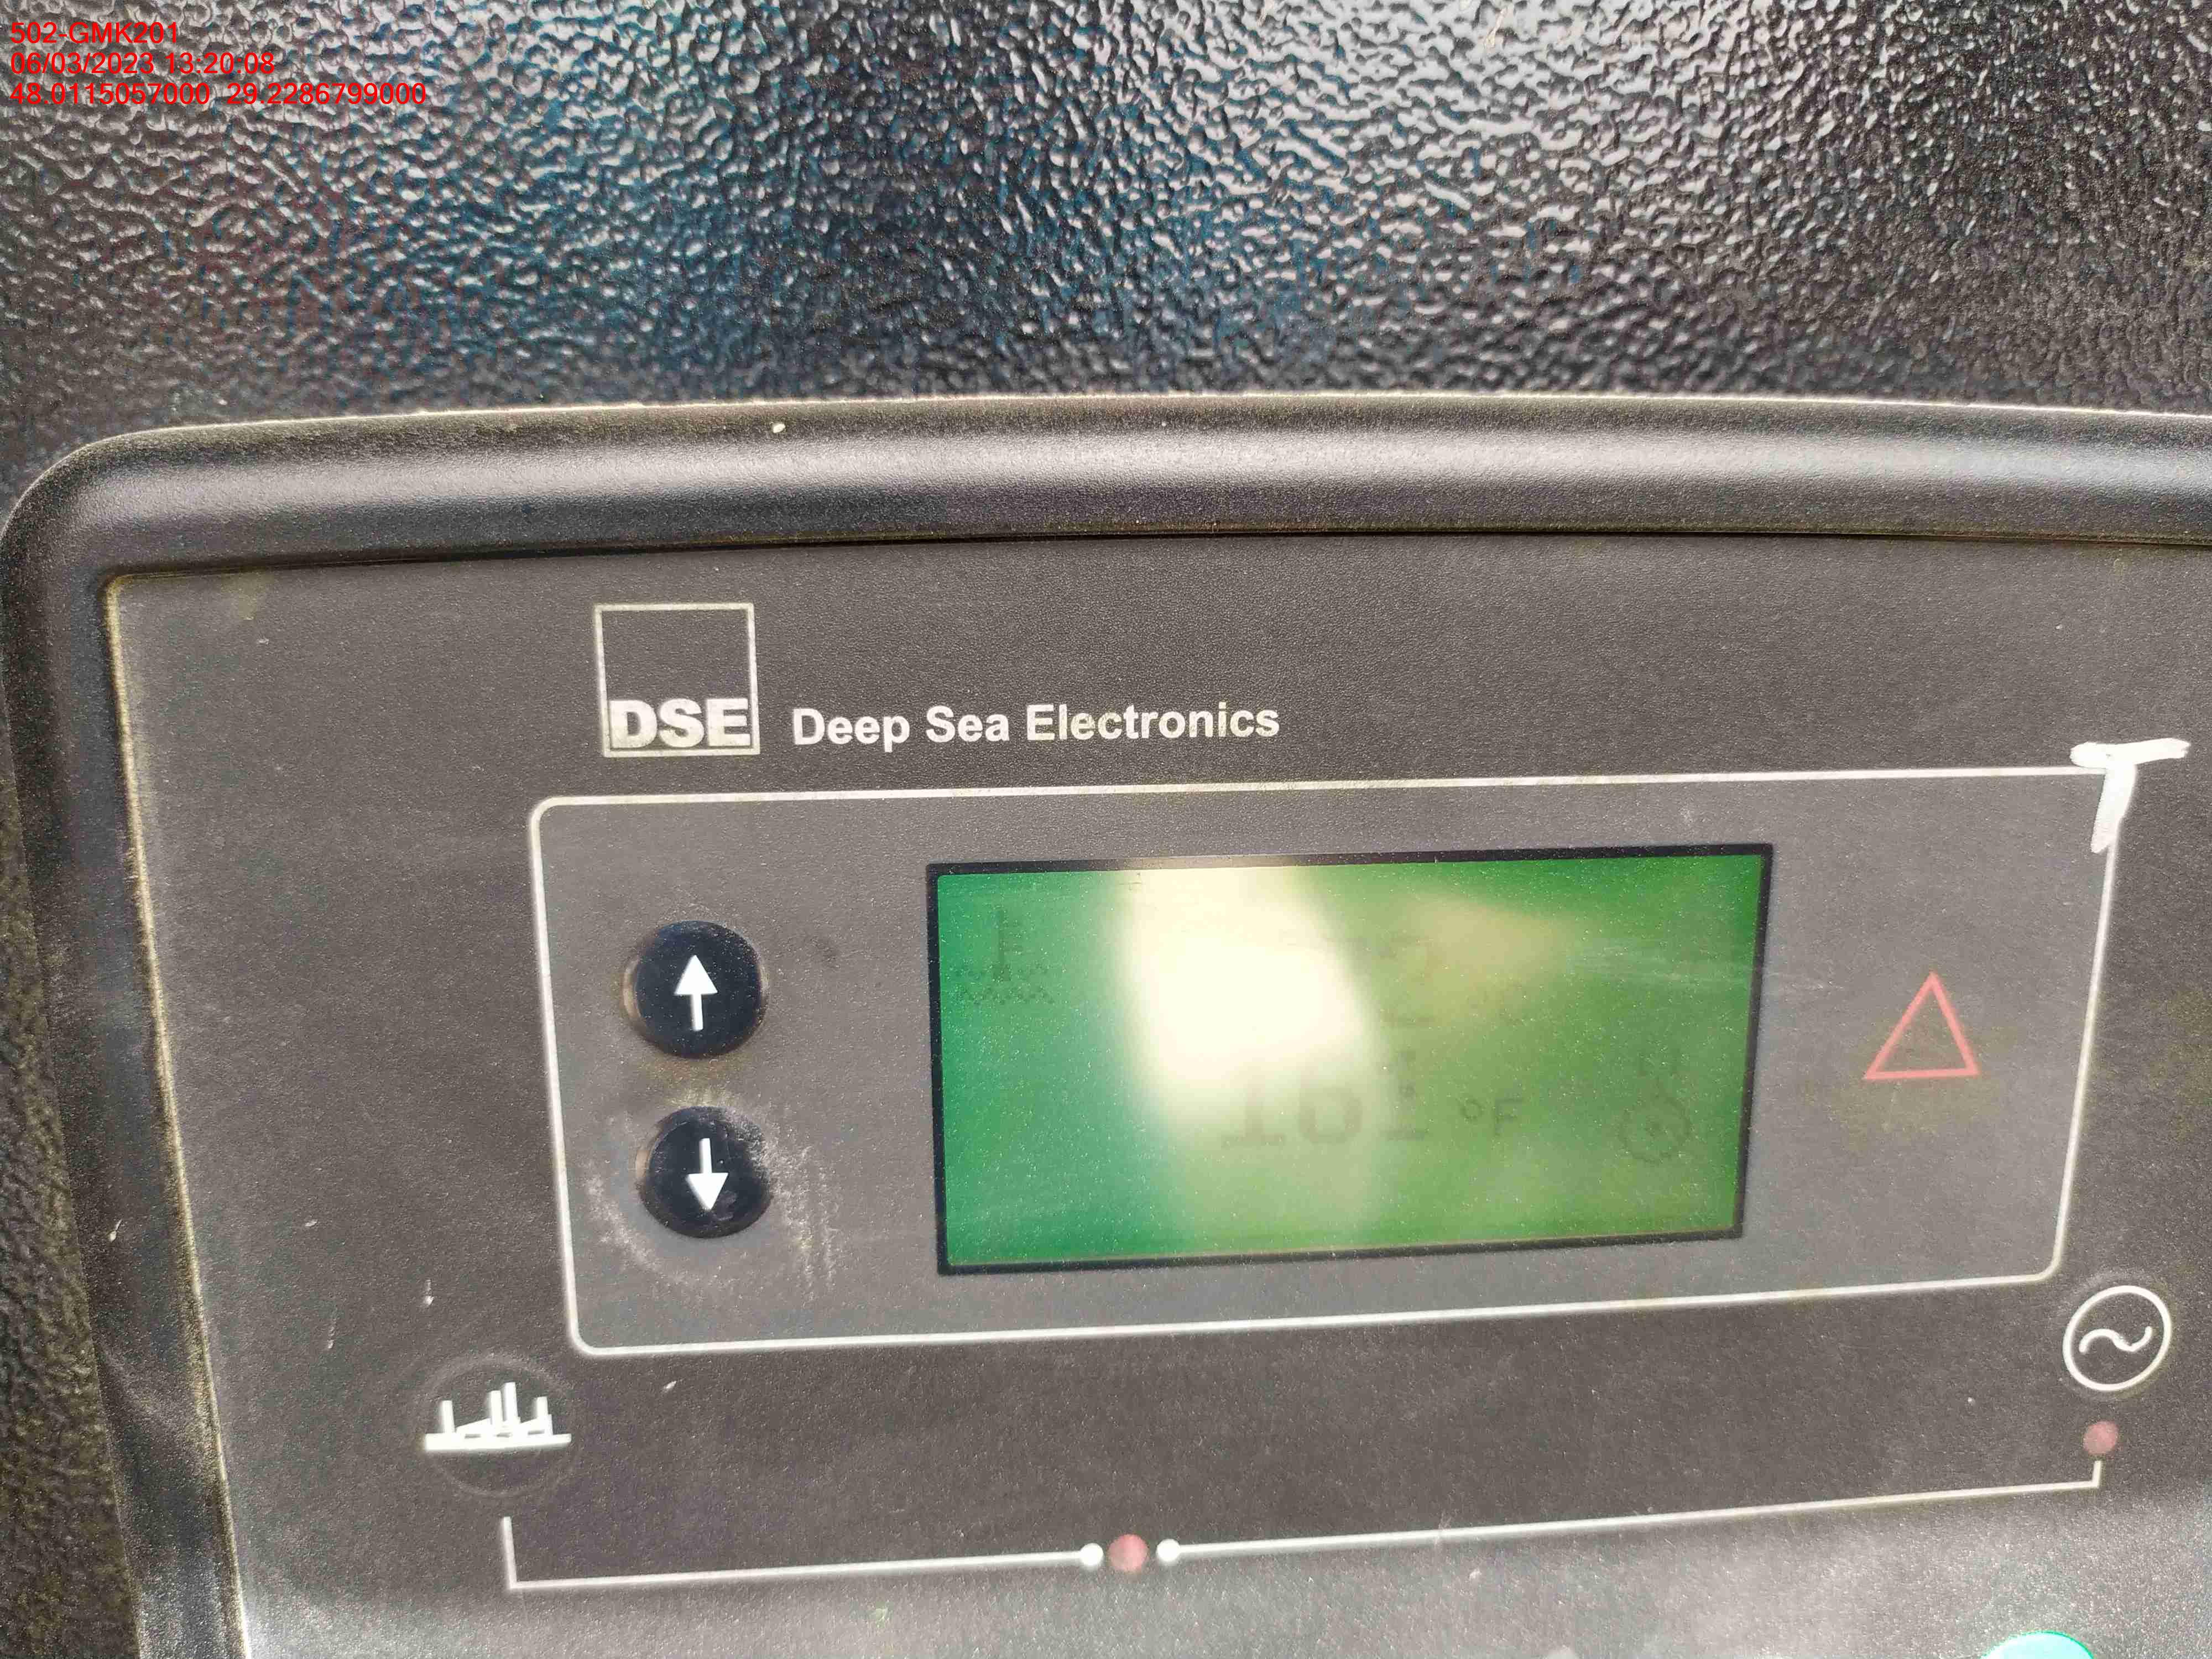 502-GMK201
06/03/2023 13:20:08
48.0115057000 29.2286799000
DSE Deep Sea Electronics
°C
°F